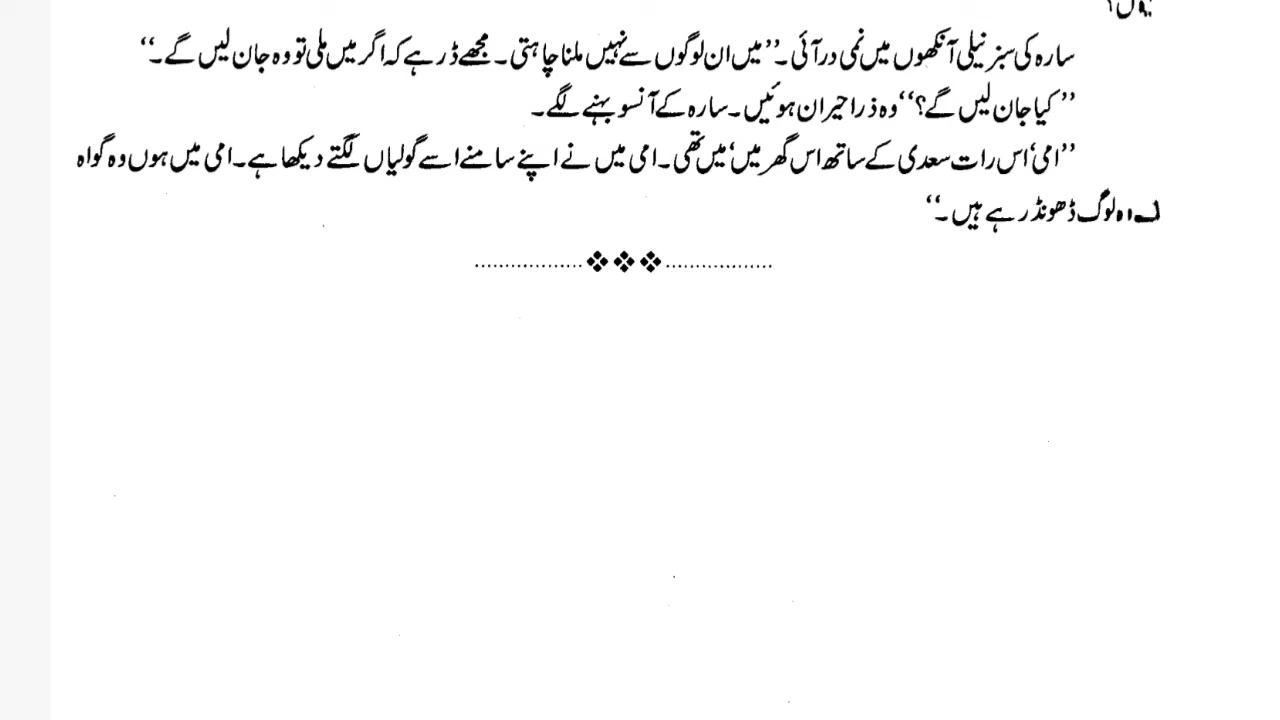 سارہ کی سبز نیلی آنکھوں میں نمی در آئی۔ ’’میں ان لوگوں سے نہیں ملنا چاہتی۔ مجھے ڈر ہے کہ اگر میں ملی تو وہ جان لیں گے۔‘‘
’’کیا جان لیں گے؟‘‘ وہ ذرا حیران ہوئیں۔ سارہ کے آنسو بہنے لگے۔
’’امی‘ اس رات سعدی کے ساتھ اس گھر میں‘ میں تھی۔ امی میں نے اپنے سامنے اسے گولیاں لگتے دیکھا ہے۔ امی میں ہوں وہ گواہ
لوگ ڈھونڈ رہے ہیں۔‘‘
..................❖❖❖..................